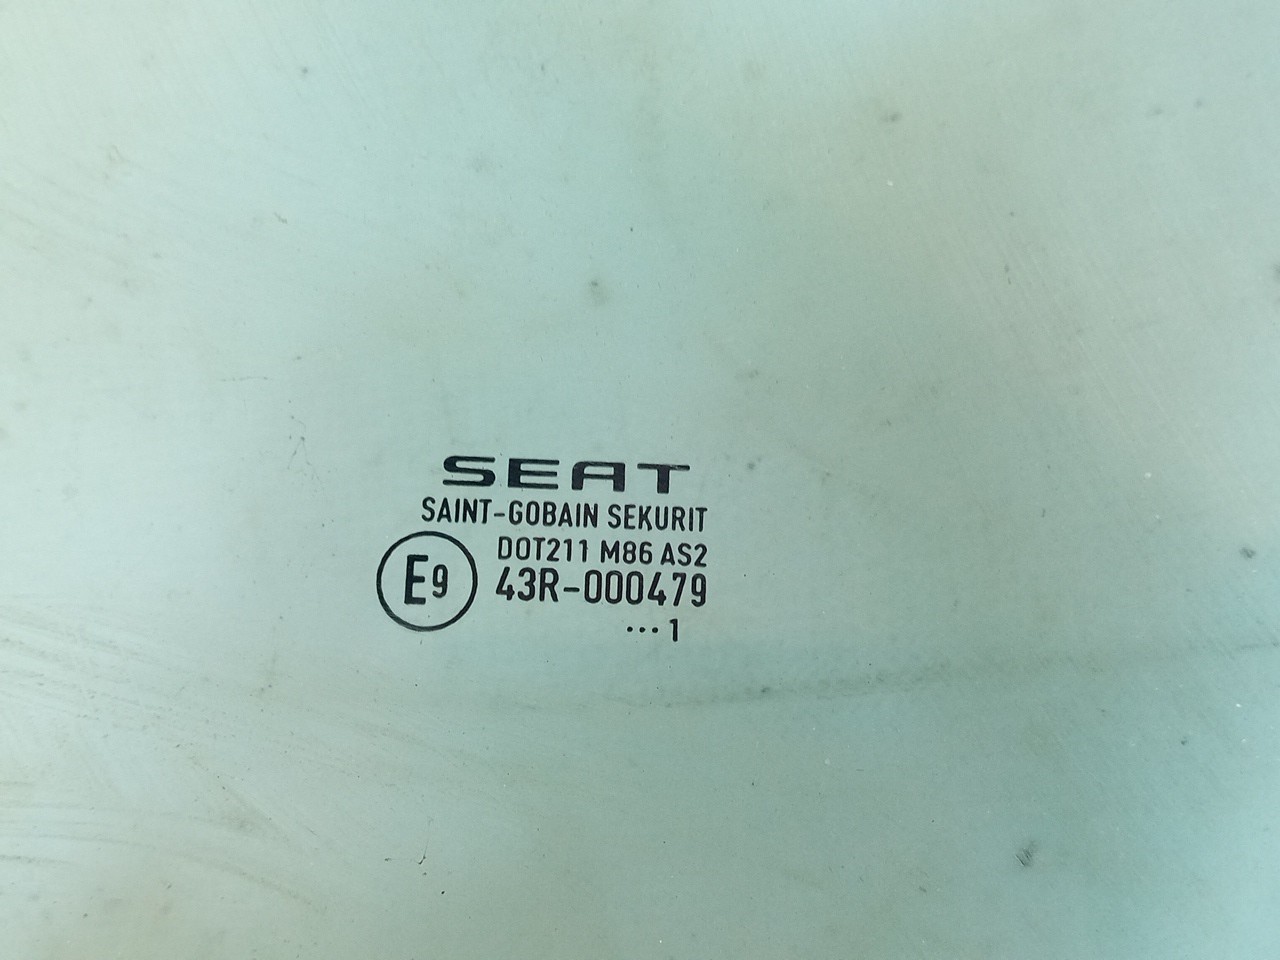 SEAT
SAINT-GOBAIN SEKURIT
DOT211 M86 AS2
E9 43R-000479
...1